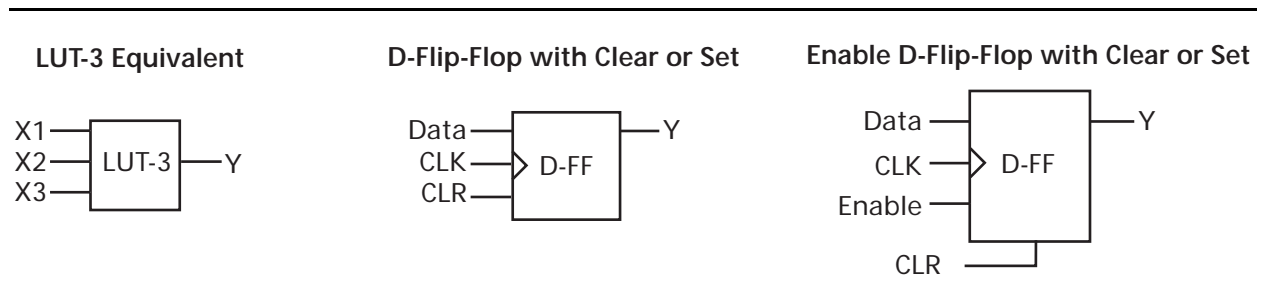 LUT-3 Equivalent
X1
X2
X3
LUT-3
Y
D-Flip-Flop with Clear or Set
Data
CLK
CLR
D-FF
Y
Enable D-Flip-Flop with Clear or Set
Data
CLK
Enable
CLR
D-FF
Y